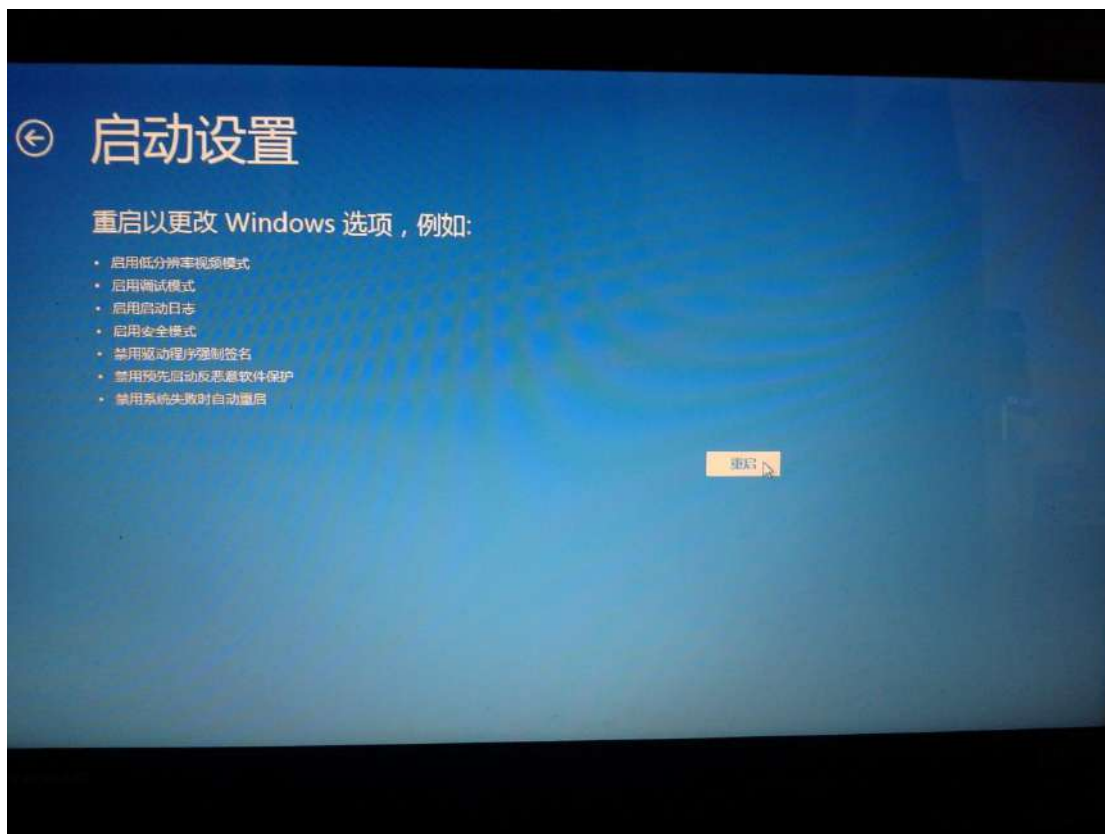 启动设置
重启以更改 Windows 选项，例如:
• 启用低分辨率视频模式
• 启用调试模式
• 启用启动日志
• 启用安全模式
• 禁用驱动程序强制签名
• 禁用预先启动反恶意软件保护
• 禁用系统失败时自动重启
重启